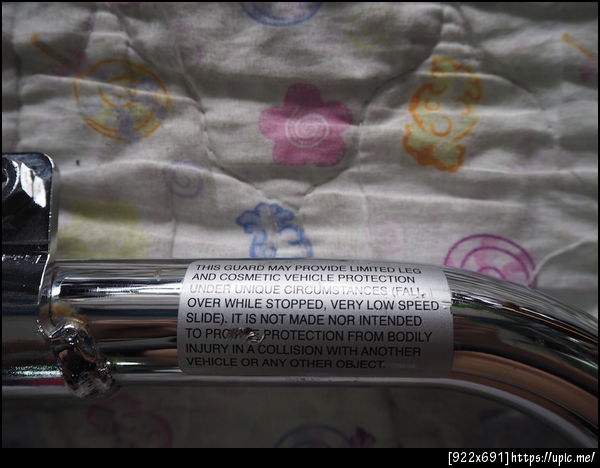 THIS GUARD MAY PROVIDE LIMITED LEG
AND COSMETIC VEHICLE PROTECTION
UNDER UNIQUE CIRCUMSTANCES (FALL
OVER WHILE STOPPED, VERY LOW SPEED
SLIDE). IT IS NOT MADE NOR INTENDED
TO PROTECTION FROM BODILY
INJURY IN A COLLISION WITH ANOTHER
VEHICLE OR ANY OTHER OBJECT.
[922x691]https://upic.me/